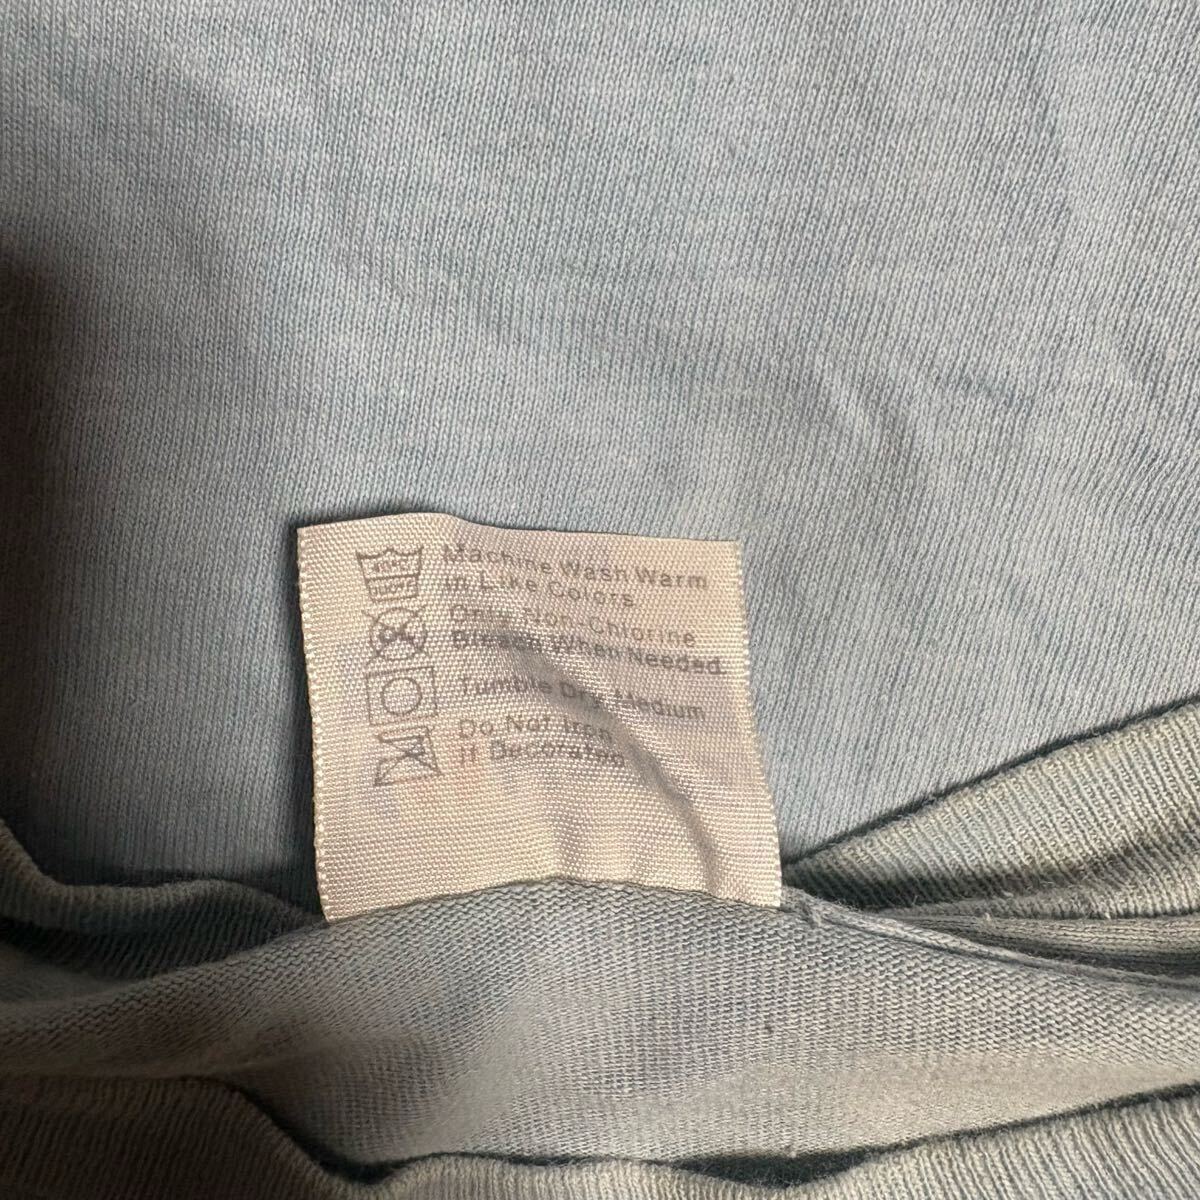 Machine Wash Warm
in Like Colors
Only Non-Chlorine
Bleach When Needed.
Tumble Dry Medium
Do Not Iron
If Decorated